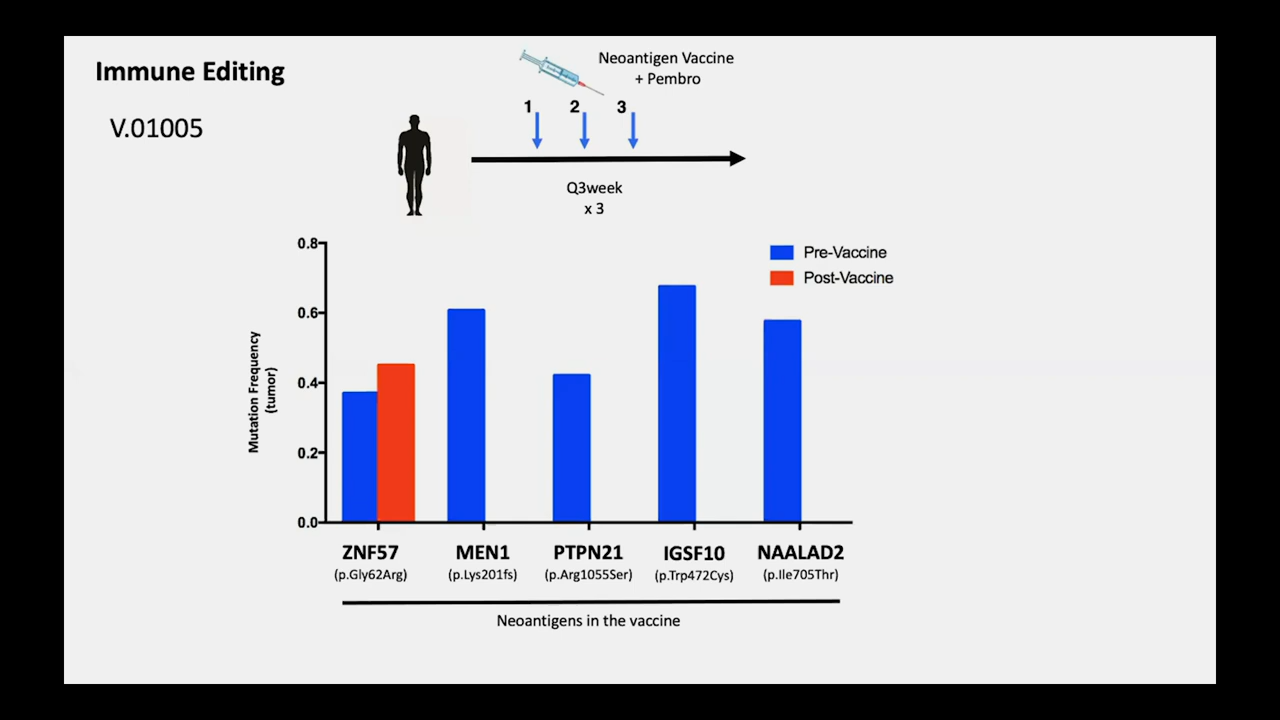 Immune Editing
V.01005
Neoantigen Vaccine
+ Pembro
1 2 3
Q3week
x 3
Pre-Vaccine
Post-Vaccine
Mutation Frequency
(tumor)
0.8
0.6
0.4
0.2
0.0
ZNF57 MEN1 PTPN21 IGSF10 NAALAD2
(p.Gly62Arg) (p.Lys201fs) (p.Arg1055Ser) (p.Trp472Cys) (p.Ile705Thr)
Neoantigens in the vaccine